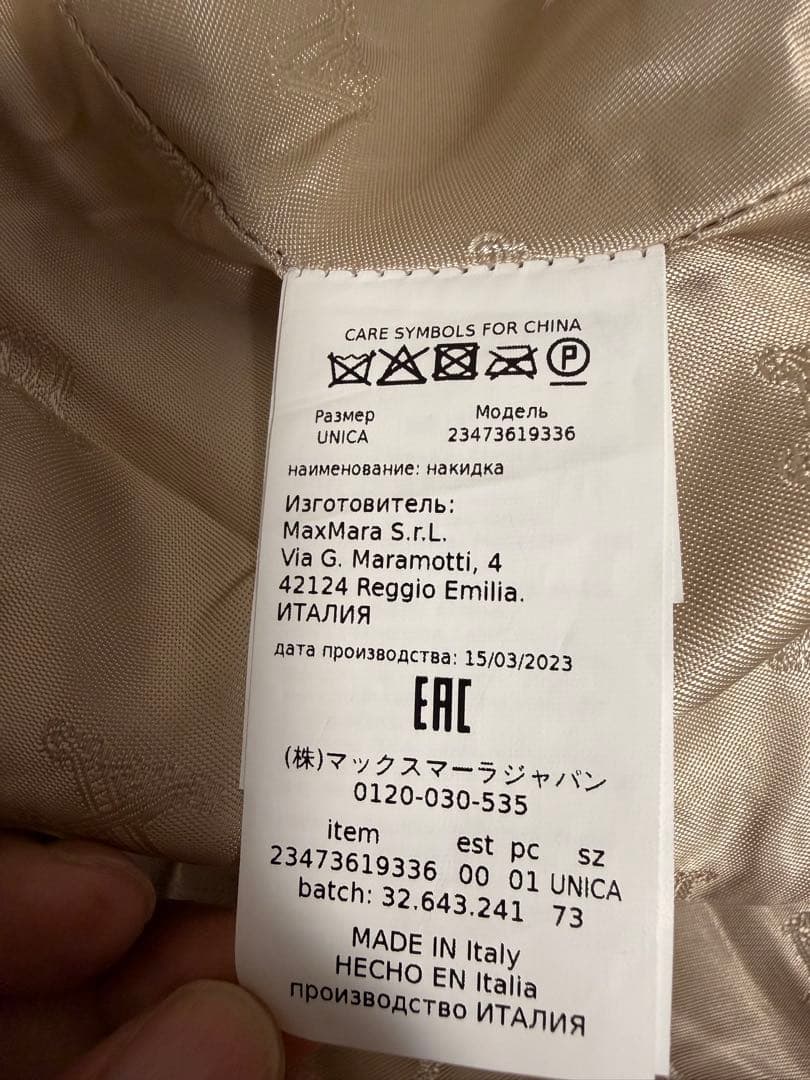 CARE SYMBOLS FOR CHINA
P
Размер Модель
UNICA 23473619336
наименование: накидка
Изготовитель:
MaxMara S.r.L.
Via G. Maramotti, 4
42124 Reggio Emilia.
ИТАЛИЯ
дата производства: 15/03/2023
EAC
(株)マックスマーラジャパン
0120-030-535
item est pc sz
23473619336 00 01 UNICA
batch: 32.643.241 73
MADE IN Italy
HECHO EN Italia
производство ИТАЛИЯ